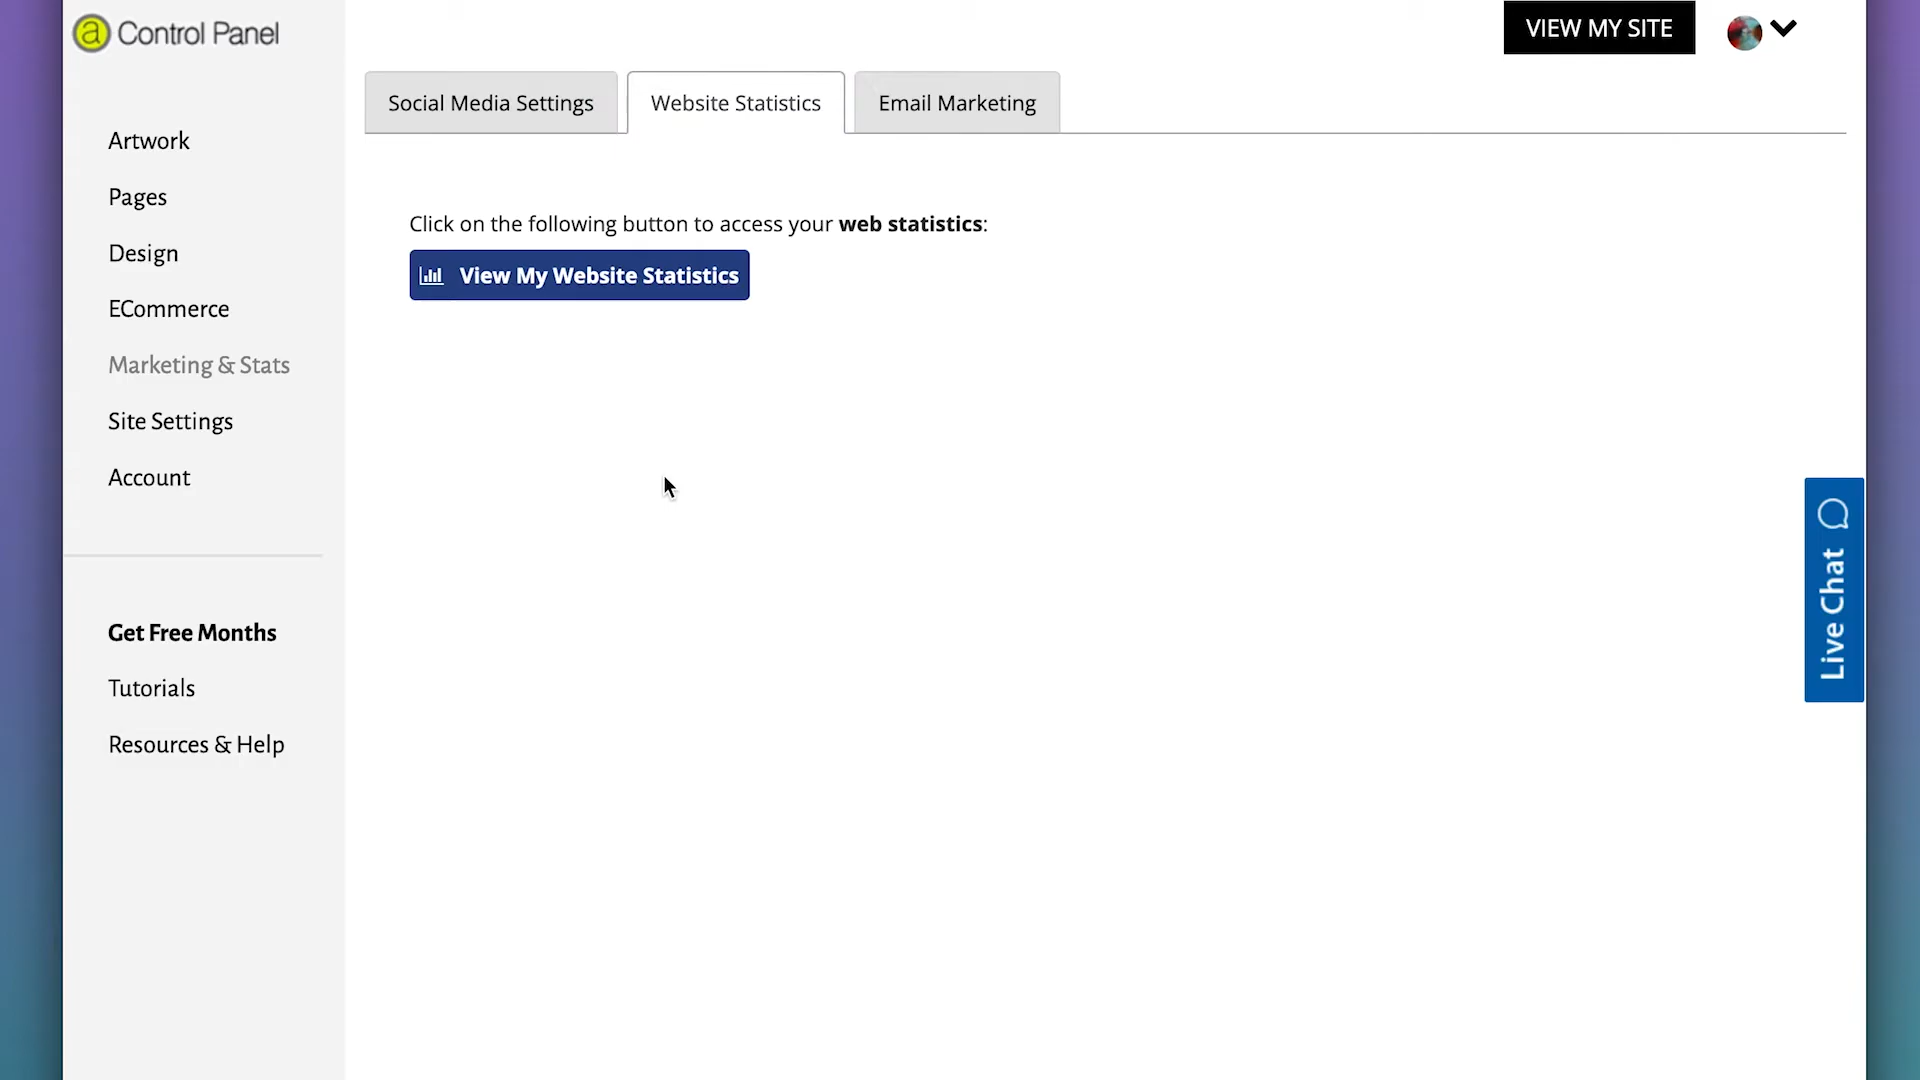 a Control Panel
VIEW MY SITE
Social Media Settings
Website Statistics
Email Marketing
Artwork
Pages
Design
ECommerce
Marketing & Stats
Site Settings
Account
Get Free Months
Tutorials
Resources & Help
Click on the following button to access your web statistics:
View My Website Statistics
Live Chat